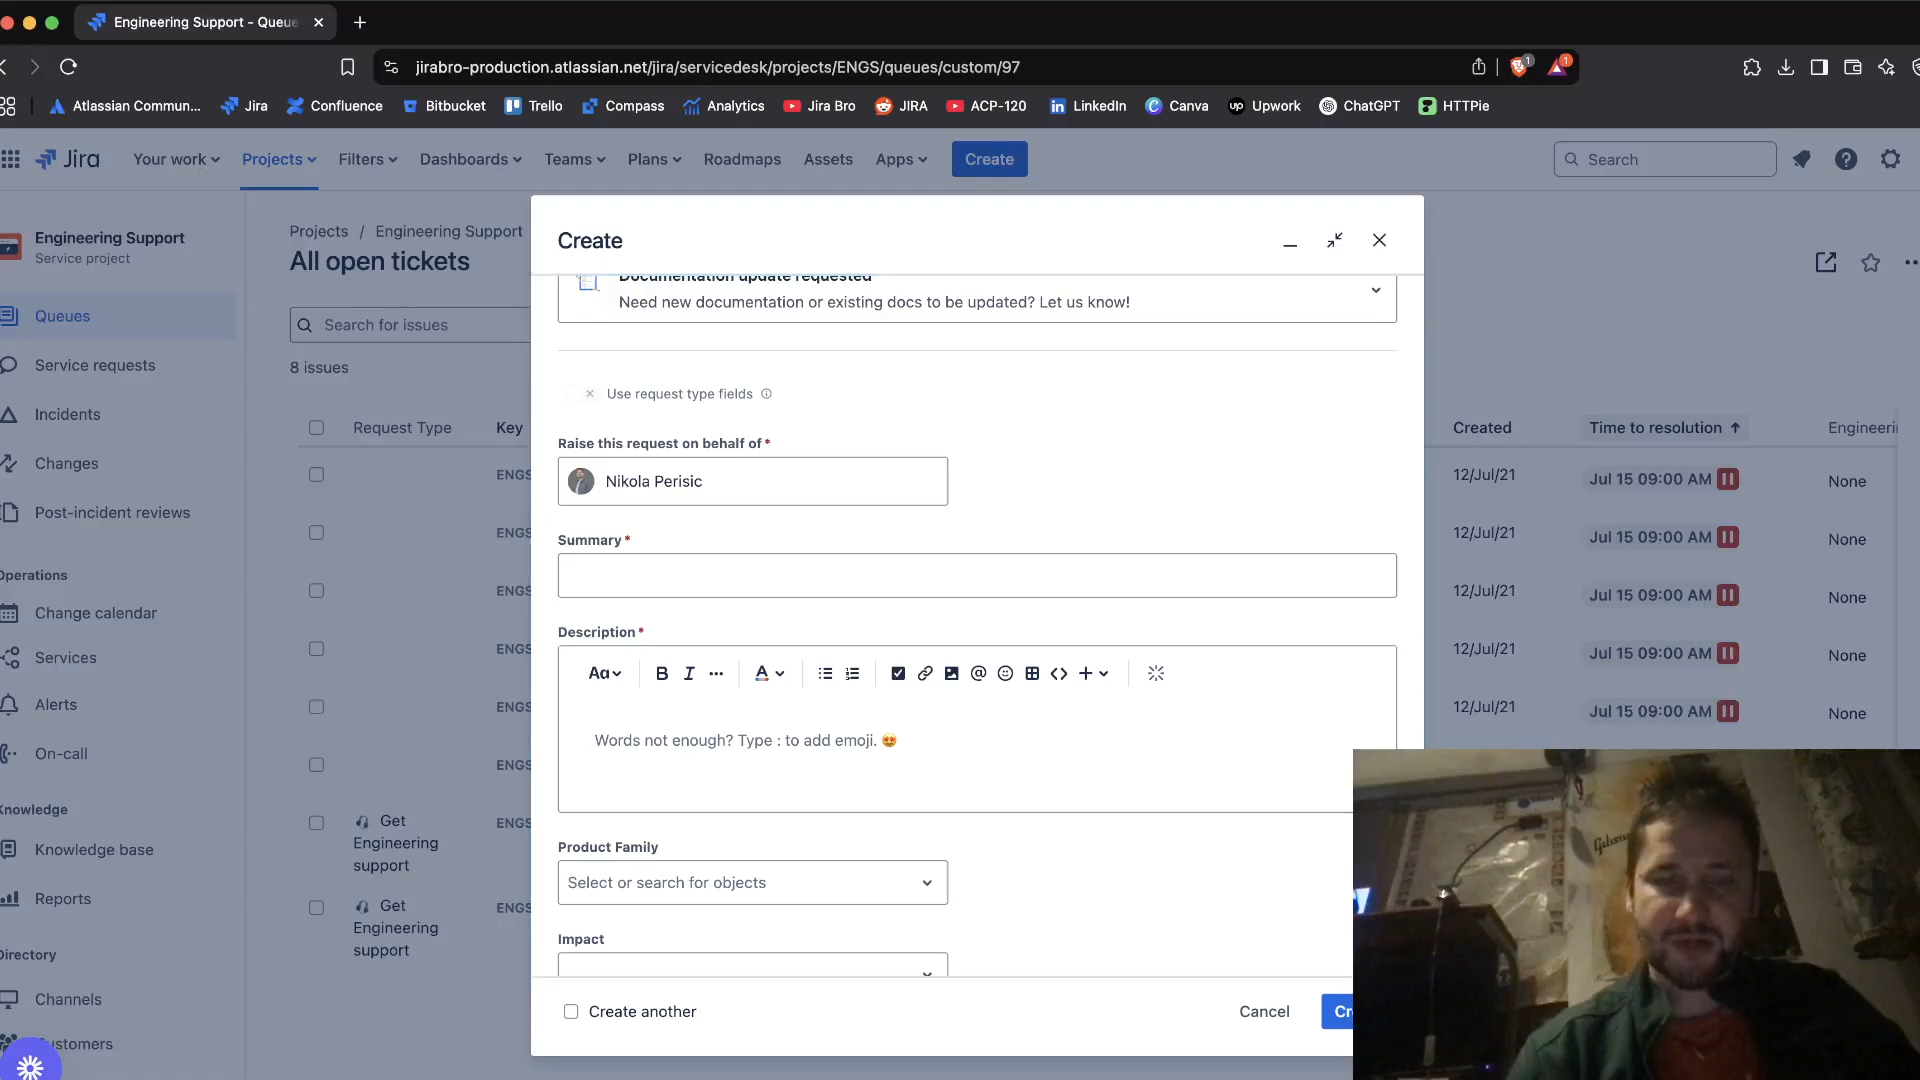 Engineering Support - Queue
jirabro-production.atlassian.net/jira/servicedesk/projects/ENGS/queues/custom/97
1
1
Atlassian Commun...
Jira
Confluence
Bitbucket
Trello
Compass
Analytics
Jira Bro
JIRA
ACP-120
LinkedIn
Canva
up
Upwork
ChatGPT
HTTPie
Jira
Your work
Projects
Filters
Dashboards
Teams
Plans
Roadmaps
Assets
Apps
Create
Search
Engineering Support
Service project
Queues
Service requests
Incidents
Changes
Post-incident reviews
Operations
Change calendar
Services
Alerts
On-call
Knowledge
Knowledge base
Reports
Directory
Channels
Customers
Projects / Engineering Support
All open tickets
Search for issues
8 issues
Request Type
Key
ENGS
ENGS
ENGS
ENGS
ENGS
ENGS
Get
Engineering
support
ENGS
Get
Engineering
support
ENGS
Create
Documentation update requested
Need new documentation or existing docs to be updated? Let us know!
Use request type fields
Raise this request on behalf of *
Nikola Perisic
Summary *
Description *
Aa
B
I
A
Words not enough? Type : to add emoji. 😍
Product Family
Select or search for objects
Impact
Create another
Cancel
Cr
Created
Time to resolution ↑
Engineeri
12/Jul/21
Jul 15 09:00 AM
None
12/Jul/21
Jul 15 09:00 AM
None
12/Jul/21
Jul 15 09:00 AM
None
12/Jul/21
Jul 15 09:00 AM
None
12/Jul/21
Jul 15 09:00 AM
None
Gibson